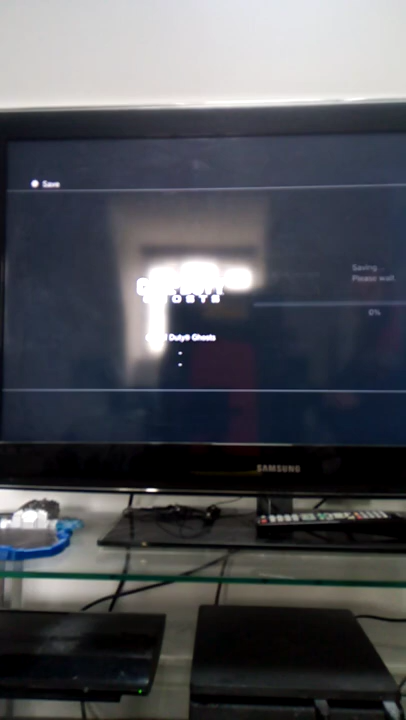 Save
Saving...
Please wait.
GHOSTS
0%
Duty® Ghosts
SAMSUNG